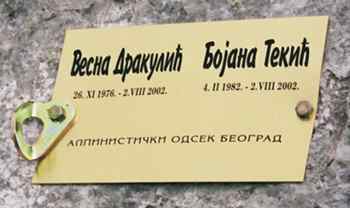 Весна Дракулић Бојана Текић
26. XI 1976. - 2. VIII 2002. 4. II 1982. - 2. VIII 2002.
АЛПИНИСТИЧКИ ОДСЕК БЕОГРАД